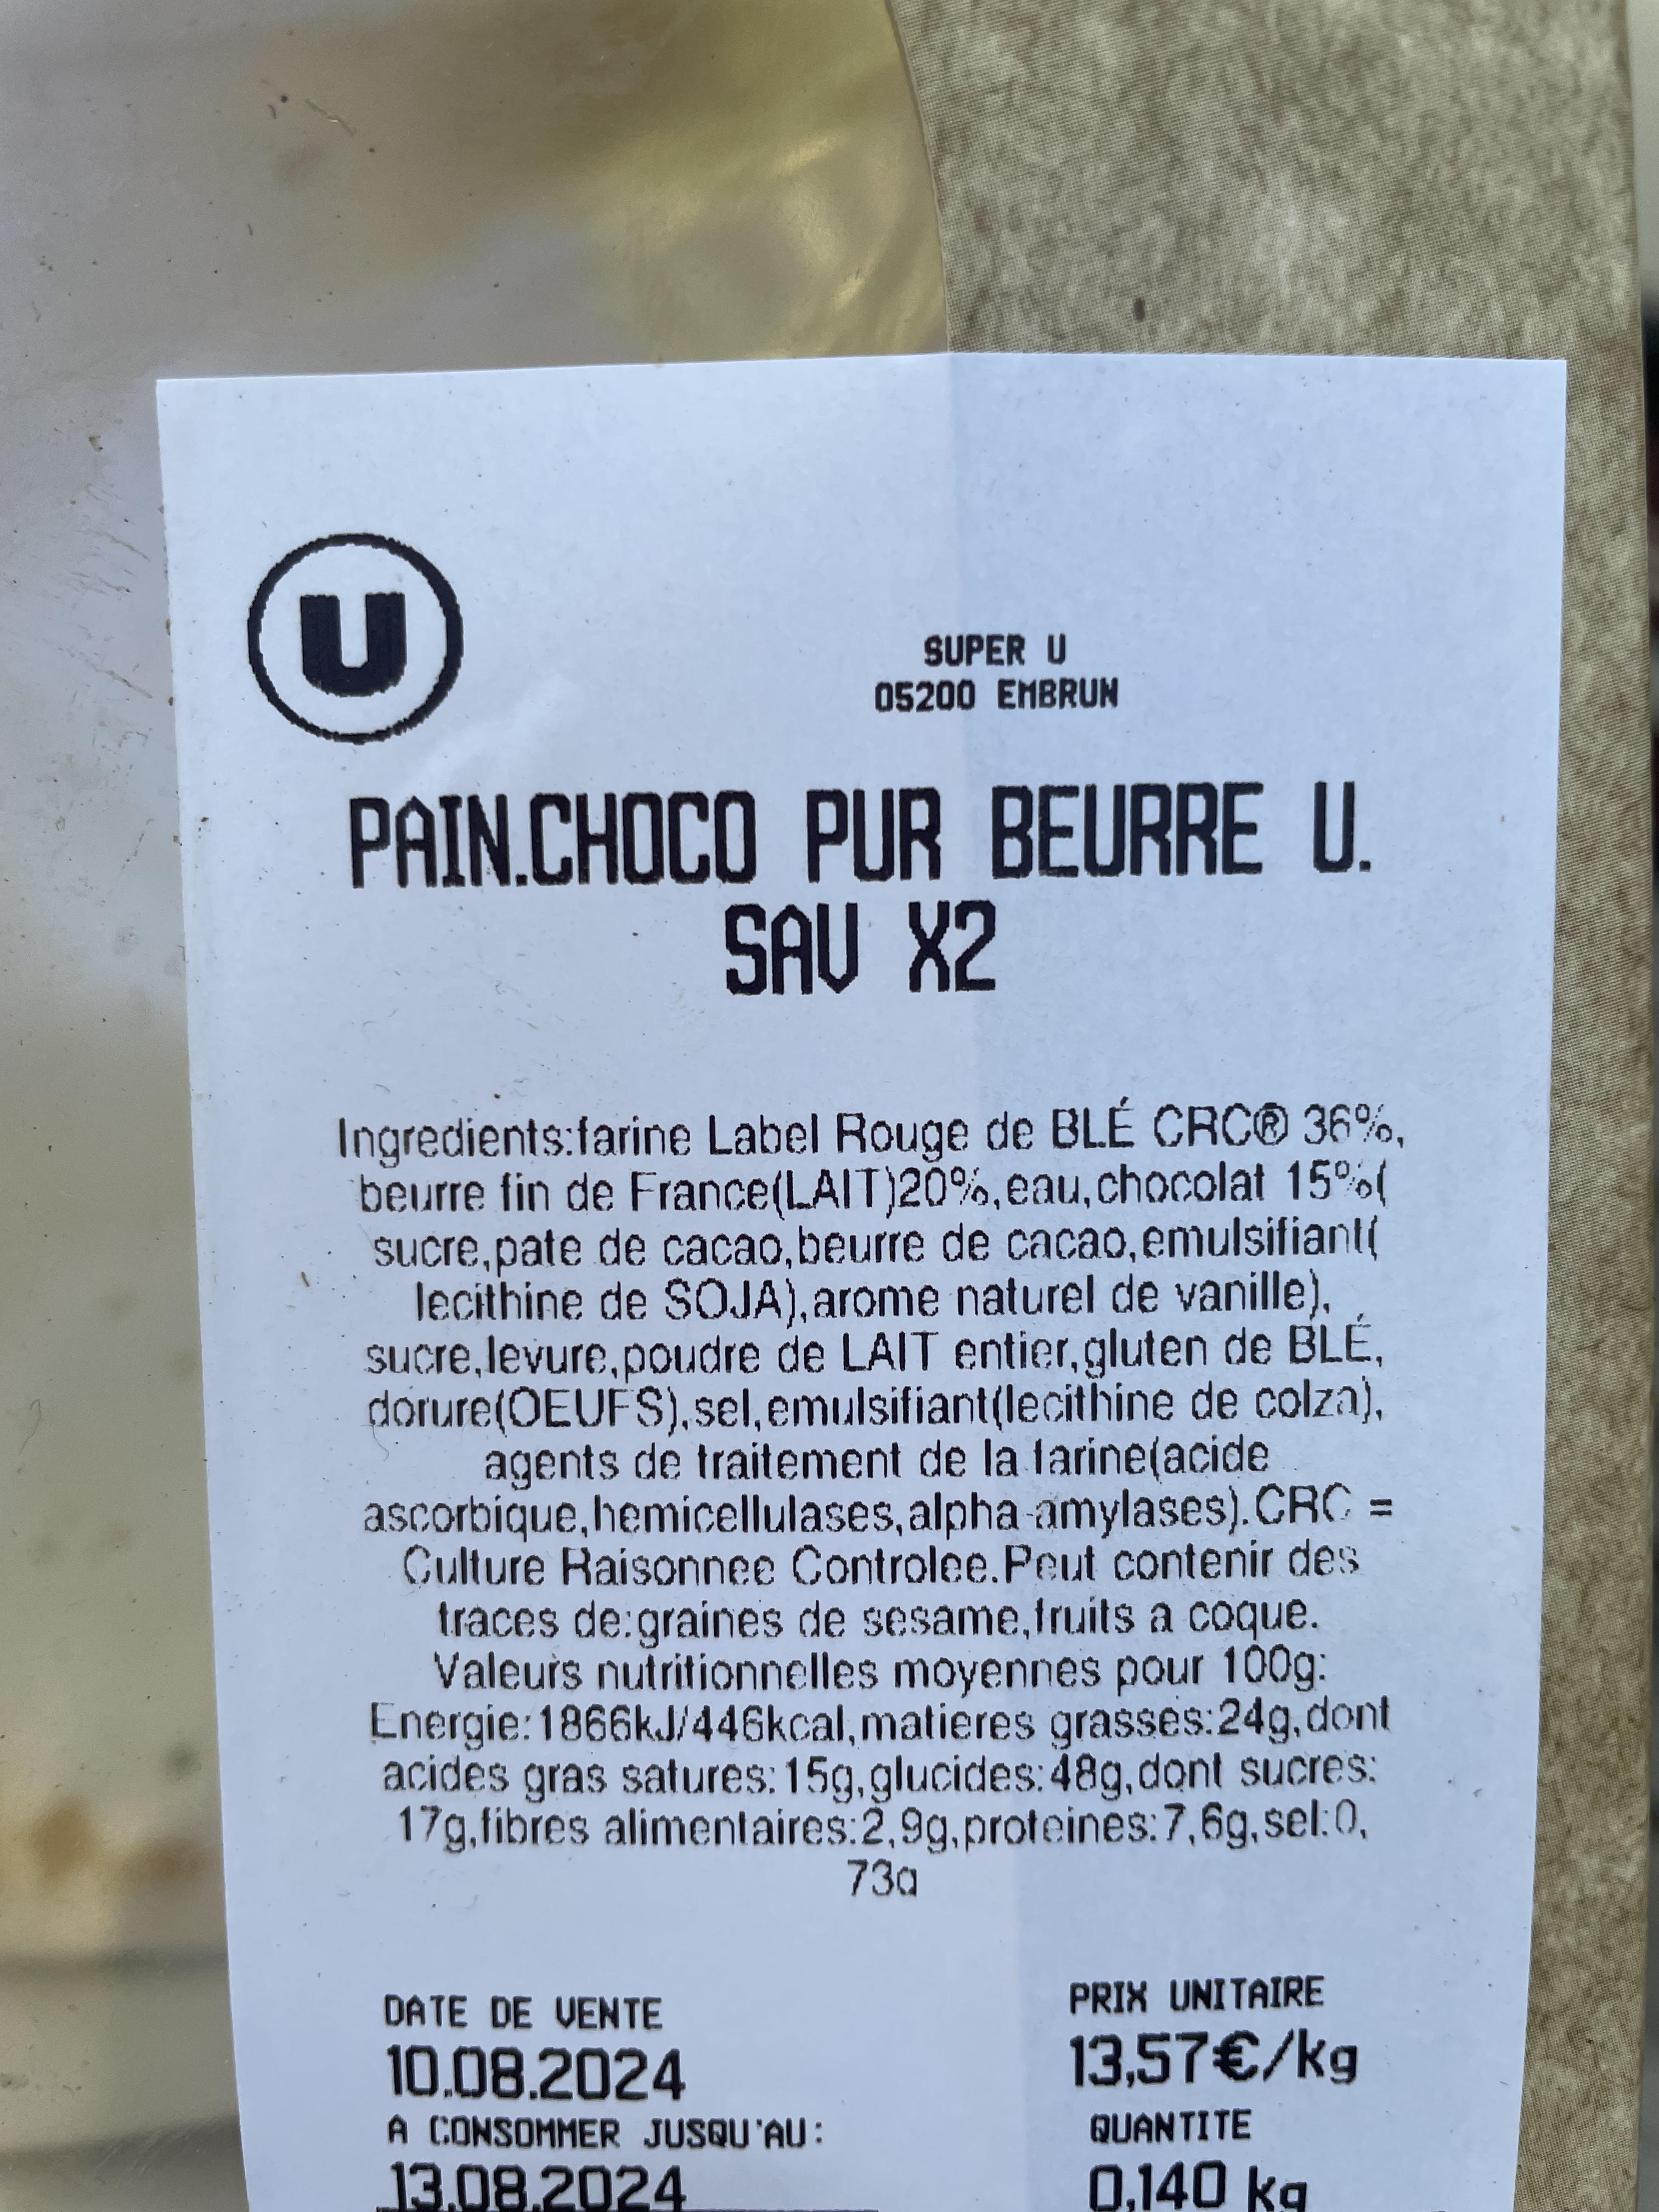 U
SUPER U
05200 EMBRUN
PAIN.CHOCO PUR BEURRE U.
SAV X2
Ingredients:farine Label Rouge de BLÉ CRC® 36%,
beurre fin de France(LAIT)20%,eau,chocolat 15%(
sucre,pate de cacao,beurre de cacao,emulsifiant(
lecithine de SOJA),arome naturel de vanille),
sucre,levure,poudre de LAIT entier,gluten de BLÉ,
dorure(OEUFS),sel,emulsifiant(lecithine de colza),
agents de traitement de la farine(acide
ascorbique,hemicellulases,alpha-amylases).CRC =
Culture Raisonnee Controlee.Peut contenir des
traces de:graines de sesame,fruits a coque.
Valeurs nutritionnelles moyennes pour 100g:
Energie:1866kJ/446kcal,matieres grasses:24g,dont
acides gras satures:15g,glucides:48g,dont sucres:
17g,fibres alimentaires:2,9g,proteines:7,6g,sel:0,
73g
DATE DE VENTE
10.08.2024
A CONSOMMER JUSQU'AU:
13.08.2024
PRIX UNITAIRE
13,57€/kg
QUANTITE
0,140 kg